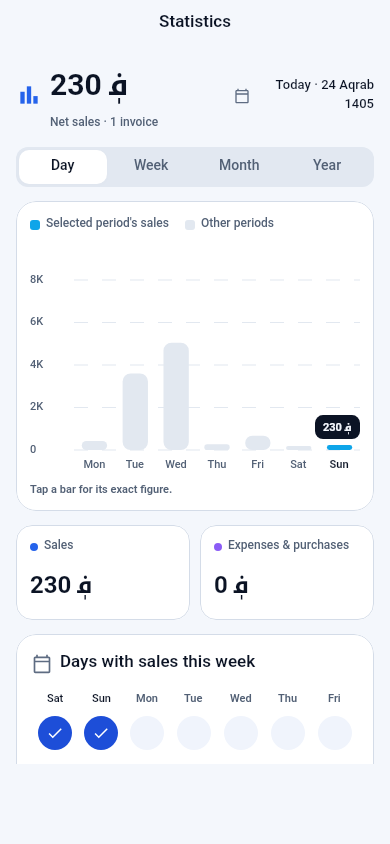 Statistics
230 ؋
Today · 24 Aqrab
1405
Net sales · 1 invoice
Day Week Month Year
Selected period's sales Other periods
8K
6K
4K
2K
230 ؋
0
Mon Tue Wed Thu Fri Sat Sun
Tap a bar for its exact figure.
Sales Expenses & purchases
230 ؋ 0 ؋
Days with sales this week
Sat Sun Mon Tue Wed Thu Fri